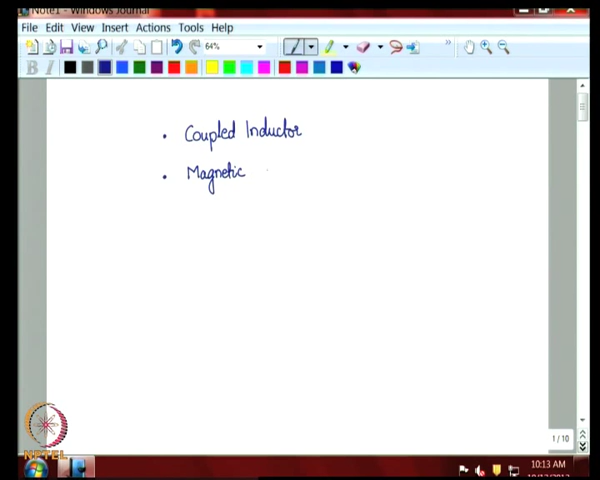 Note1 - Windows Journal
File Edit View Insert Actions Tools Help
64%
B I
• Coupled Inductor
• Magnetic
1 / 10
NPTEL
10:13 AM